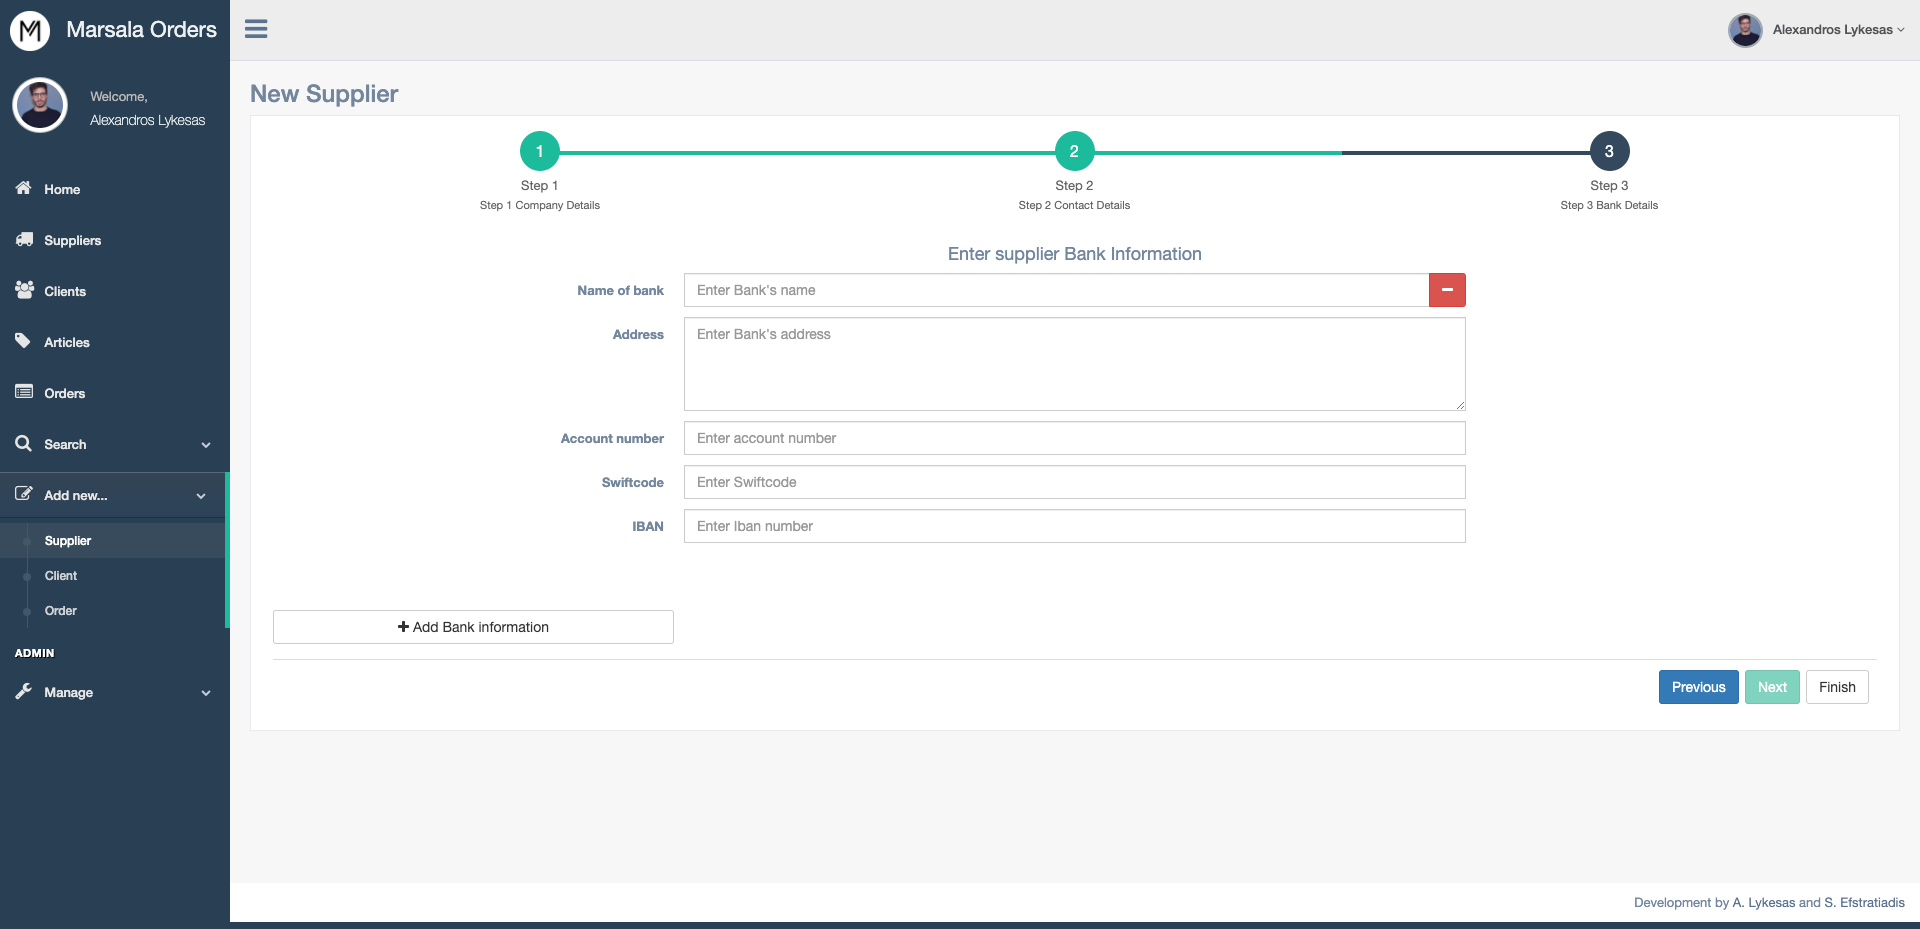 M Marsala Orders
Welcome,
Alexandros Lykesas
Home
Suppliers
Clients
Articles
Orders
Search
Add new...
Supplier
Client
Order
ADMIN
Manage
Alexandros Lykesas
New Supplier
1 2 3
Step 1 Step 2 Step 3
Step 1 Company Details Step 2 Contact Details Step 3 Bank Details
Enter supplier Bank Information
Name of bank Enter Bank's name
Address Enter Bank's address
Account number Enter account number
Swiftcode Enter Swiftcode
IBAN Enter Iban number
Add Bank information
Previous Next Finish
Development by A. Lykesas and S. Efstratiadis